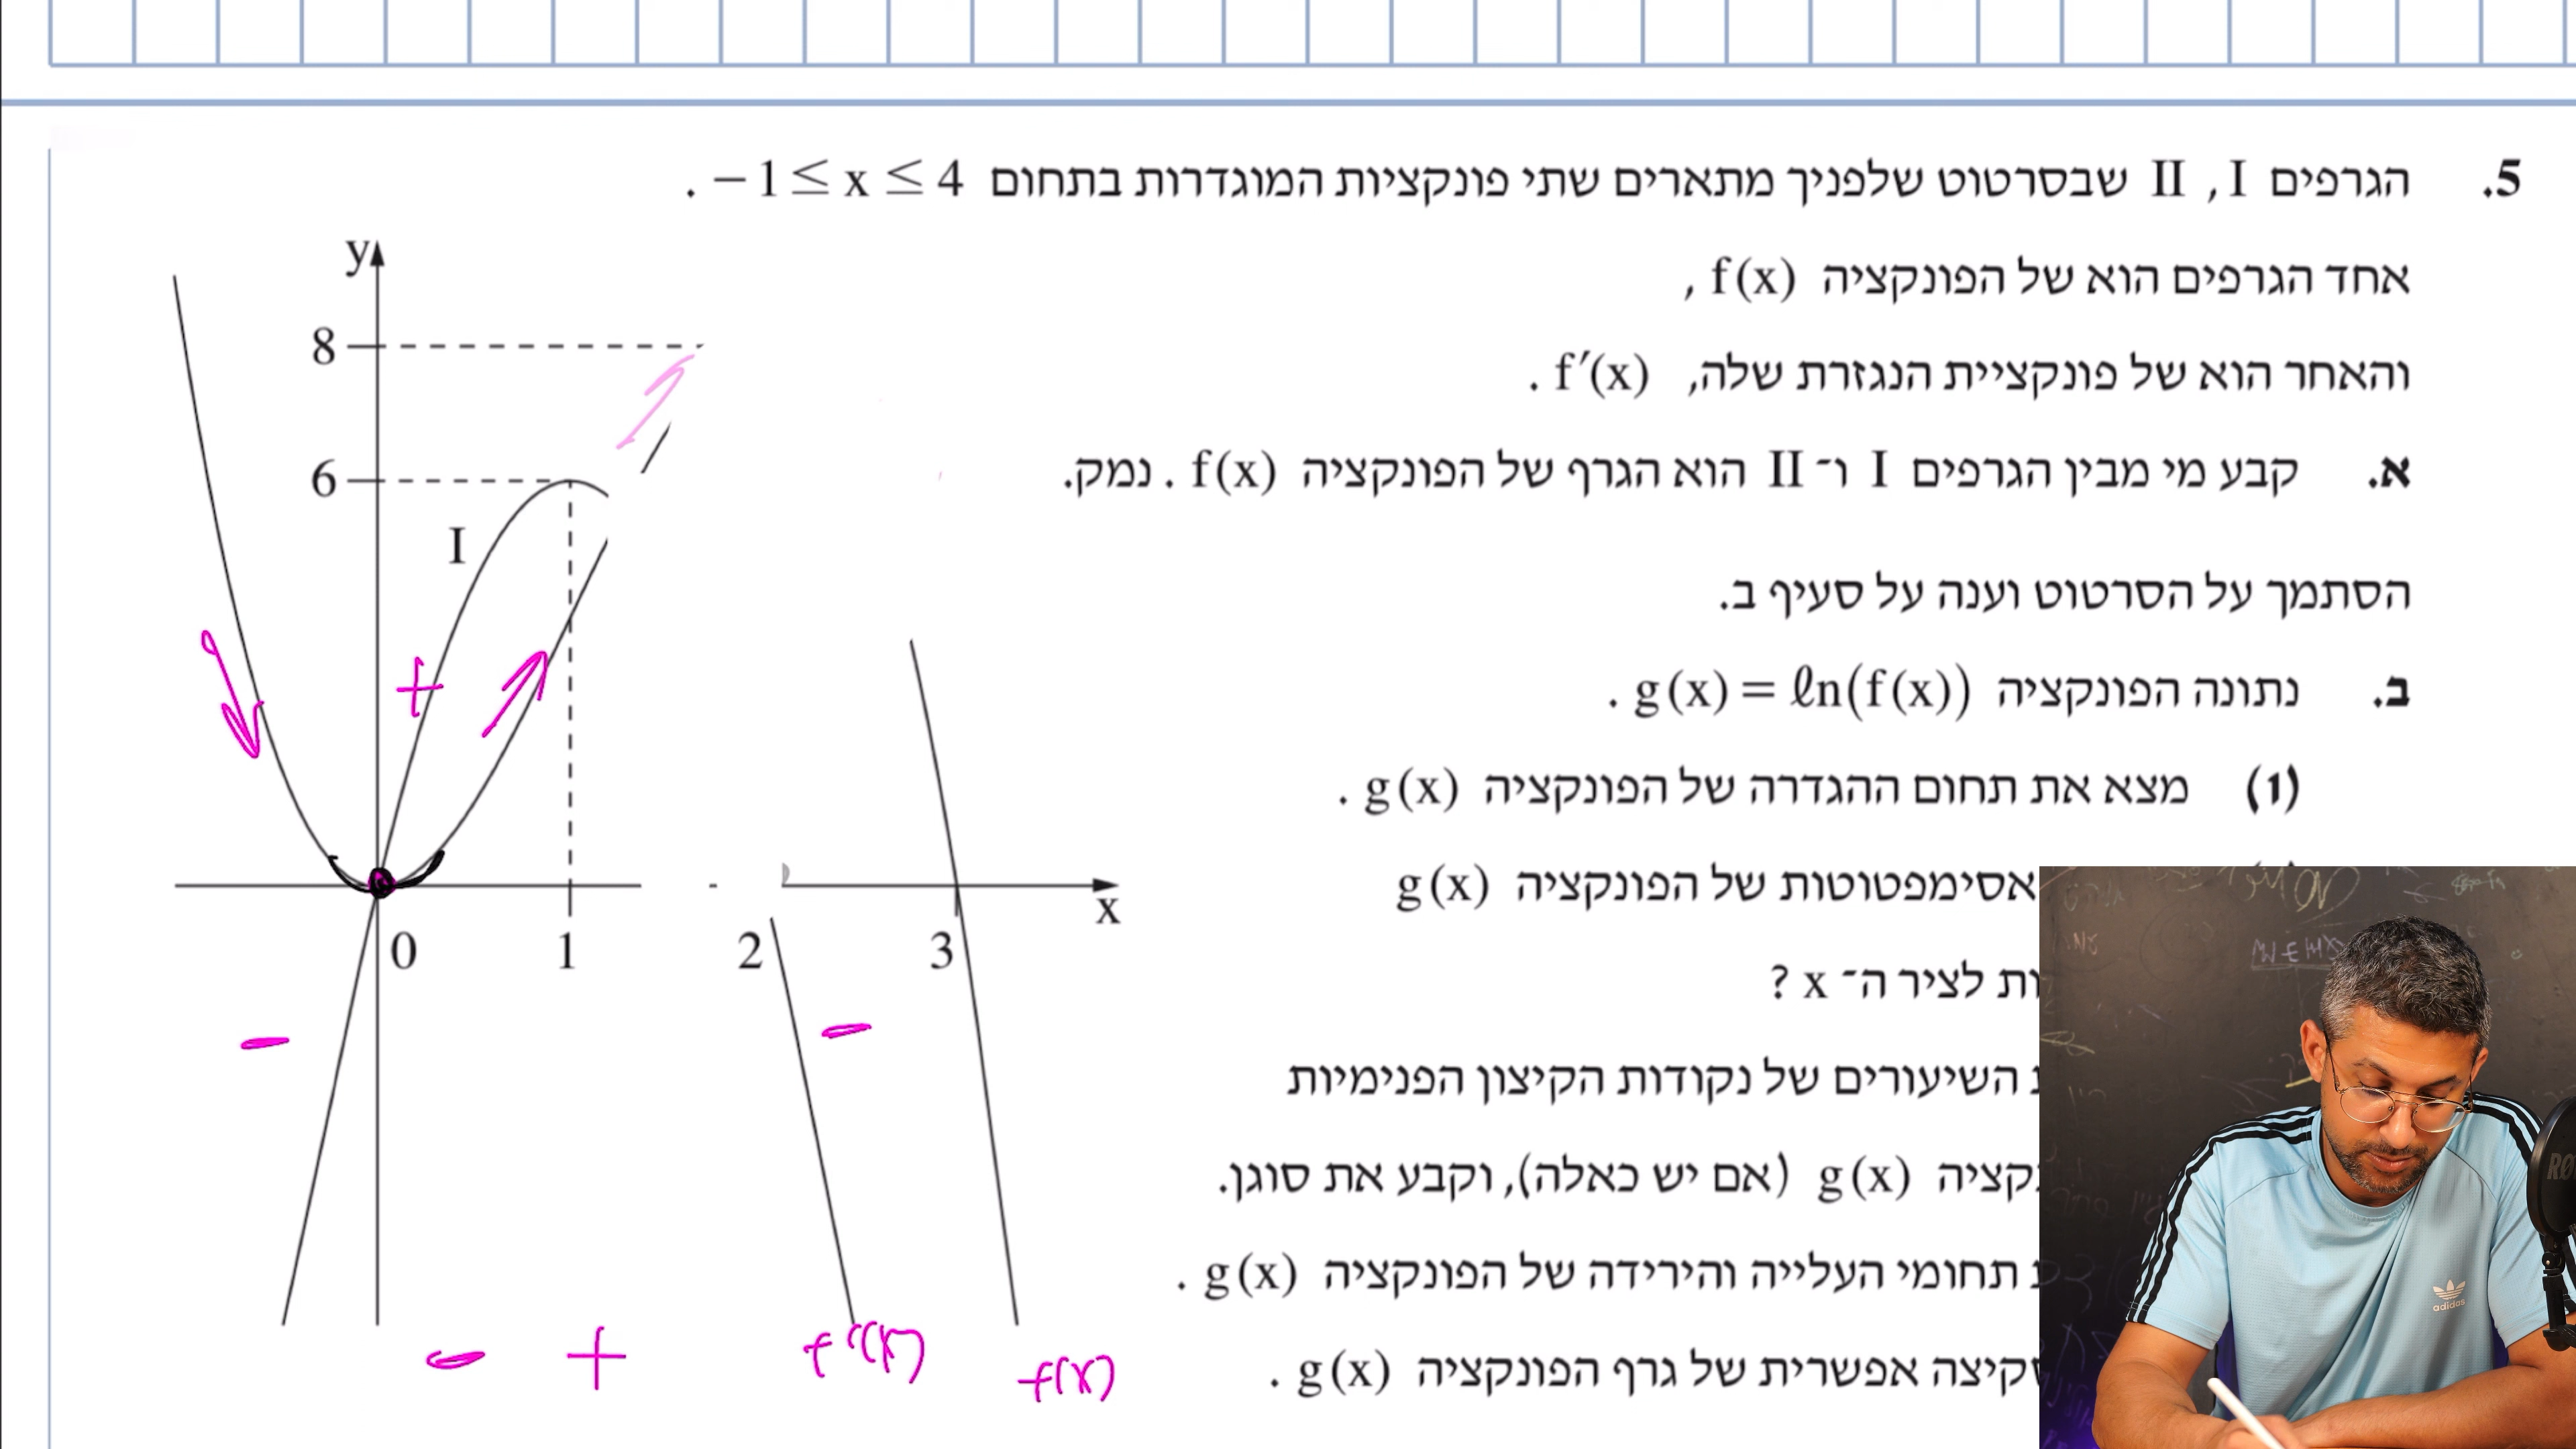 5. הגרפים I , II שבסרטוט שלפניך מתארים שתי פונקציות המוגדרות בתחום −1 ≤ x ≤ 4 .
אחד הגרפים הוא של הפונקציה f(x) ,
והאחר הוא של פונקציית הנגזרת שלה, f′(x) .
א. קבע מי מבין הגרפים I ו־ II הוא הגרף של הפונקציה f(x) . נמק.
הסתמך על הסרטוט וענה על סעיף ב.
ב. נתונה הפונקציה g(x) = ℓn(f(x)) .
(1) מצא את תחום ההגדרה של הפונקציה g(x) .
אסימפטוטות של הפונקציה g(x)
לציר ה־ x ?
השיעורים של נקודות הקיצון הפנימיות
g(x) (אם יש כאלה), וקבע את סוגן.
תחומי העלייה והירידה של הפונקציה g(x) .
אפשרית של גרף הפונקציה g(x) .
y
8
6
I
+
x
0 1 2 3
− −
− + f'(x) f(x)
adidas